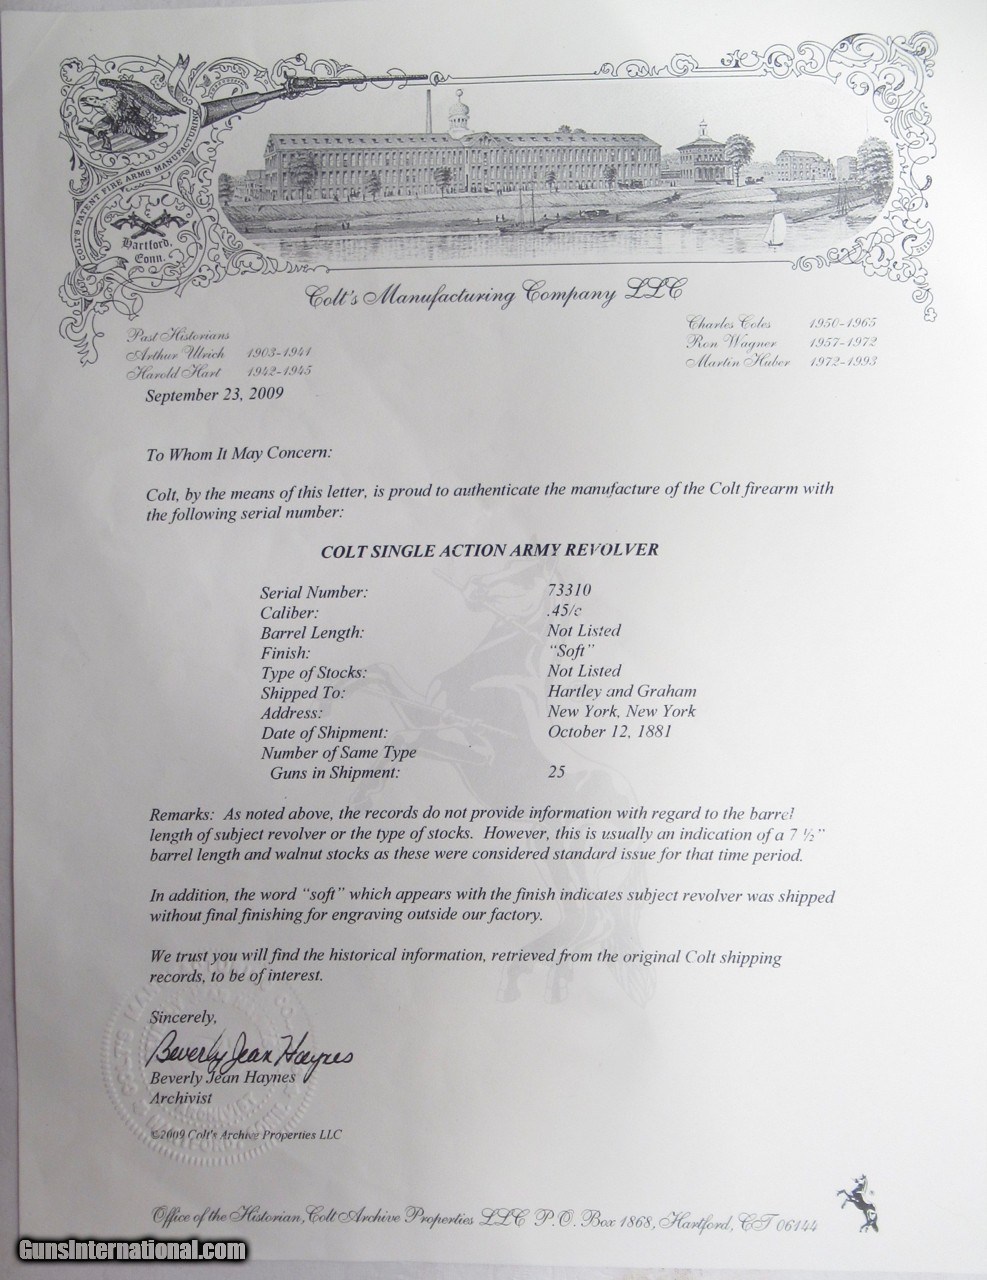 COLT'S PATENT FIRE ARMS MANUFACTURING CO.
Hartford,
Conn.
Colt's Manufacturing Company LLC
Past Historians
Arthur Ulrich 1903-1941
Harold Hart 1942-1945
Charles Coles 1950-1965
Ron Wagner 1957-1972
Martin Huber 1972-1993
September 23, 2009
To Whom It May Concern:
Colt, by the means of this letter, is proud to authenticate the manufacture of the Colt firearm with
the following serial number:
COLT SINGLE ACTION ARMY REVOLVER
Serial Number: 73310
Caliber: .45/c
Barrel Length: Not Listed
Finish: "Soft"
Type of Stocks: Not Listed
Shipped To: Hartley and Graham
Address: New York, New York
Date of Shipment: October 12, 1881
Number of Same Type
Guns in Shipment: 25
Remarks: As noted above, the records do not provide information with regard to the barrel
length of subject revolver or the type of stocks. However, this is usually an indication of a 7 ½"
barrel length and walnut stocks as these were considered standard issue for that time period.
In addition, the word "soft" which appears with the finish indicates subject revolver was shipped
without final finishing for engraving outside our factory.
We trust you will find the historical information, retrieved from the original Colt shipping
records, to be of interest.
Sincerely,
Beverly Jean Haynes
Beverly Jean Haynes
Archivist
©2009 Colt's Archive Properties LLC
Office of the Historian, Colt Archive Properties LLC P.O. Box 1868, Hartford, CT 06144
GunsInternational.com